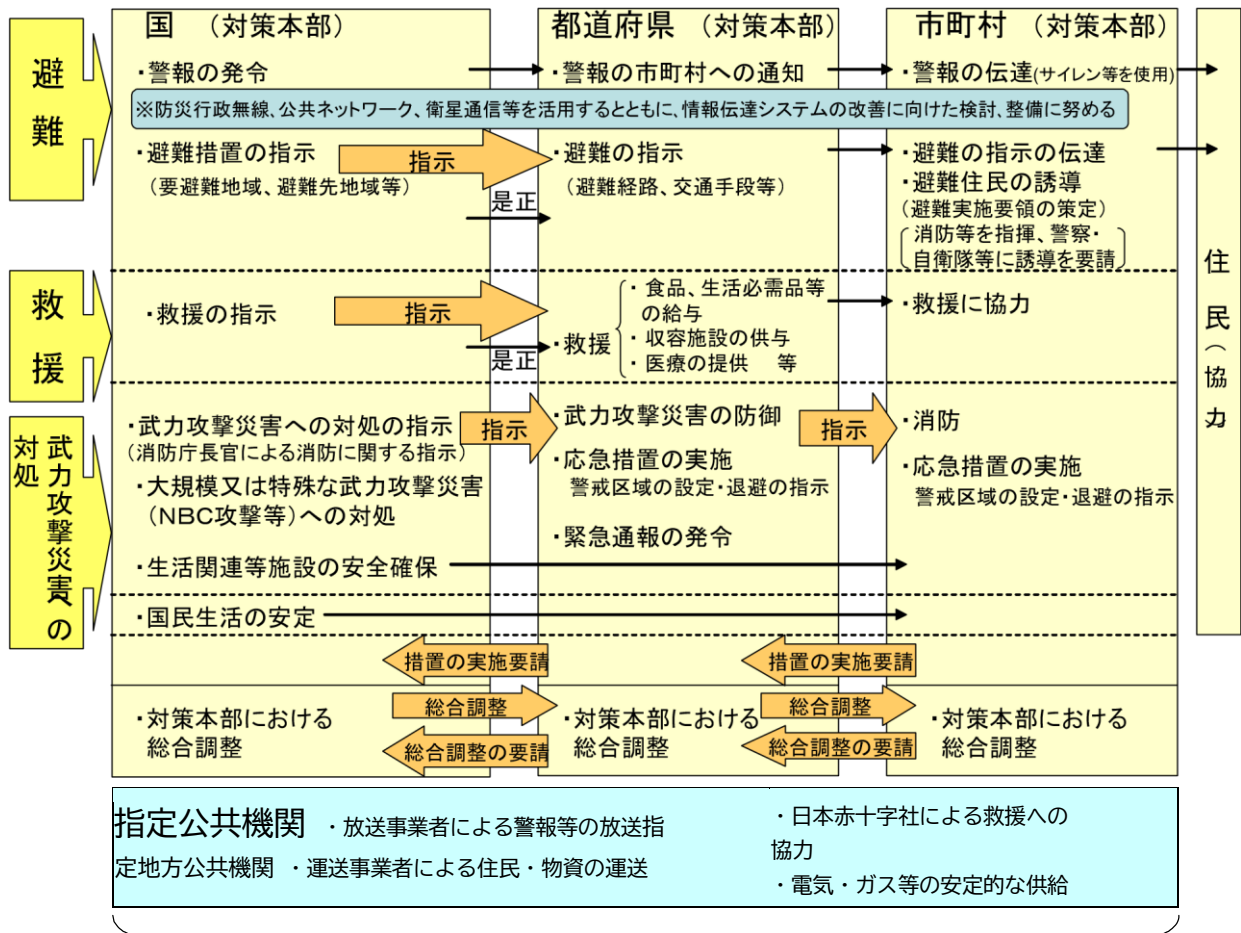 避難
国 (対策本部)
・警報の発令
都道府県 (対策本部)
・警報の市町村への通知
市町村 (対策本部)
・警報の伝達(サイレン等を使用)
※防災行政無線、公共ネットワーク、衛星通信等を活用するとともに、情報伝達システムの改善に向けた検討、整備に努める
・避難措置の指示
(要避難地域、避難先地域等)
指示
是正
・避難の指示
(避難経路、交通手段等)
・避難の指示の伝達
・避難住民の誘導
(避難実施要領の策定)
消防等を指揮、警察・
自衛隊等に誘導を要請
救援
・救援の指示
指示
是正
・救援
・食品、生活必需品等
の給与
・収容施設の供与
・医療の提供 等
・救援に協力
武力攻撃災害への
対処
・武力攻撃災害への対処の指示
(消防庁長官による消防に関する指示)
・大規模又は特殊な武力攻撃災害
(NBC攻撃等)への対処
・生活関連等施設の安全確保
指示
・武力攻撃災害の防御
・応急措置の実施
警戒区域の設定・退避の指示
・緊急通報の発令
指示
・消防
・応急措置の実施
警戒区域の設定・退避の指示
・国民生活の安定
措置の実施要請
措置の実施要請
・対策本部における
総合調整
総合調整
総合調整の要請
・対策本部における
総合調整
総合調整
総合調整の要請
・対策本部における
総合調整
住民(協力)
指定公共機関 ・放送事業者による警報等の放送指
定地方公共機関 ・運送事業者による住民・物資の運送
・日本赤十字社による救援への
協力
・電気・ガス等の安定的な供給